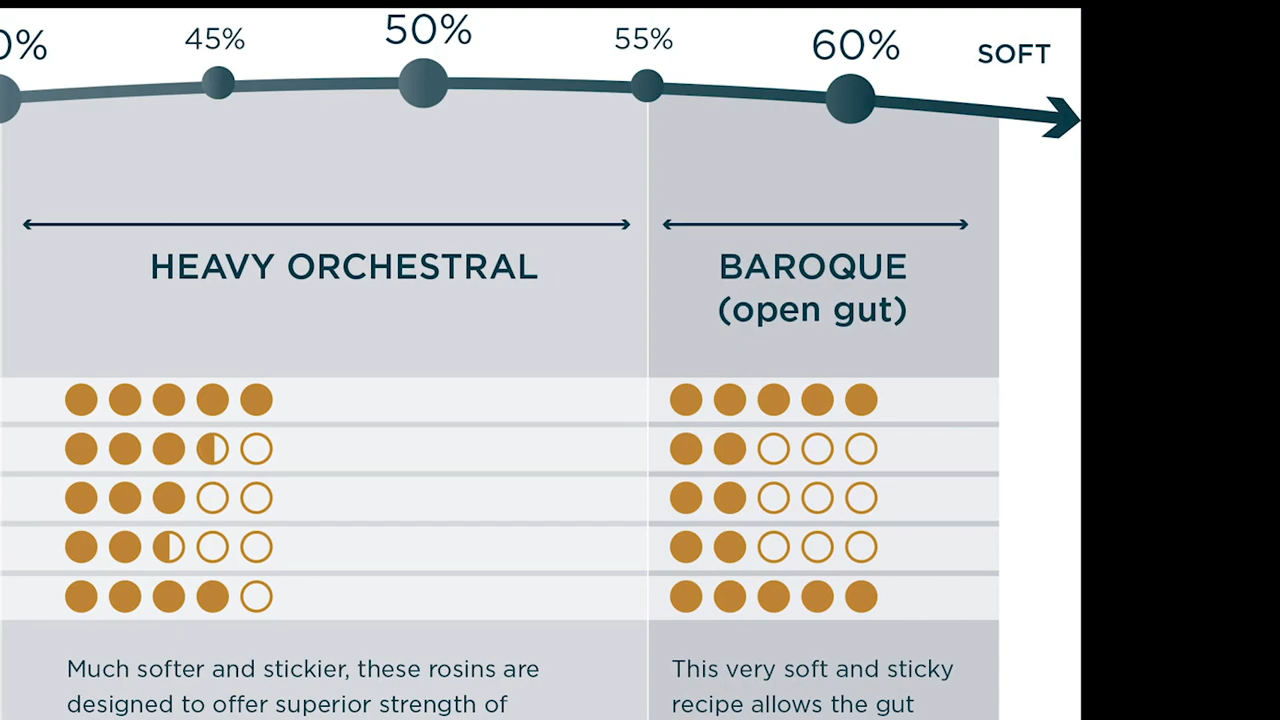 0%
45%
50%
55%
60%
SOFT
HEAVY ORCHESTRAL
BAROQUE
(open gut)
Much softer and stickier, these rosins are
designed to offer superior strength of
This very soft and sticky
recipe allows the gut